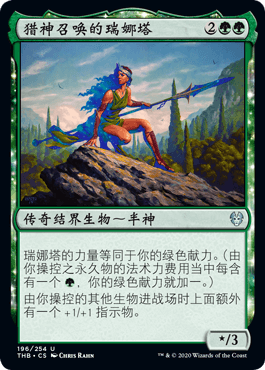 猎神召唤的瑞娜塔 2
传奇结界生物～半神
瑞娜塔的力量等同于你的绿色献力。（由
你操控之永久物的法术力费用当中每含
有一个 ，你的绿色献力就加一。）
由你操控的其他生物进战场时上面额外
有一个 +1/+1 指示物。
★/3
196/254 U
THB • CS Chris Rahn
™ & © 2020 Wizards of the Coast